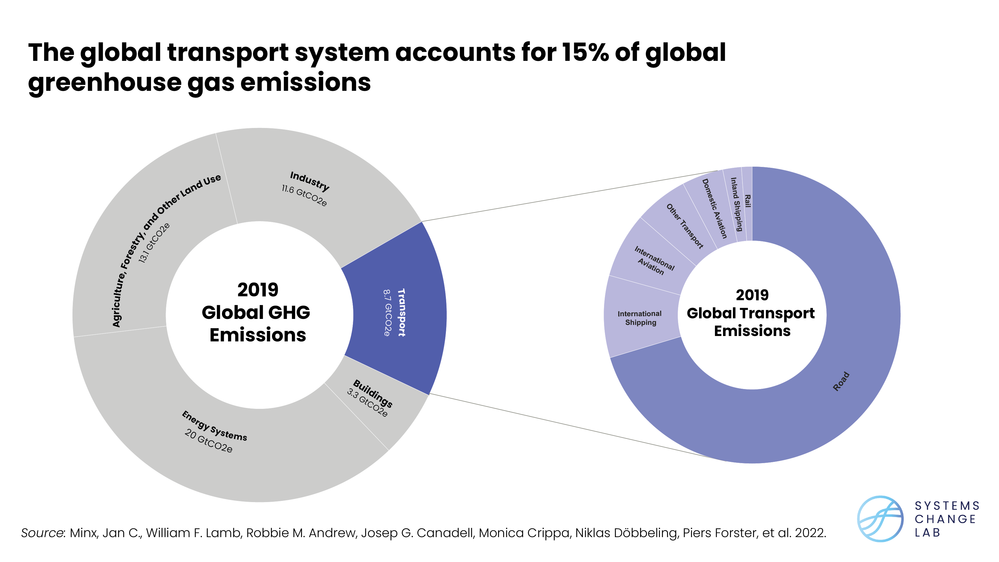 The global transport system accounts for 15% of global
greenhouse gas emissions
Industry
11.6 GtCO2e
Agriculture, Forestry, and Other Land Use
13.1 GtCO2e
2019
Global GHG
Emissions
Transport
8.7 GtCO2e
Buildings
3.3 GtCO2e
Energy Systems
20 GtCO2e
Rail
Inland Shipping
Domestic Aviation
Other Transport
International
Aviation
International
Shipping
2019
Global Transport
Emissions
Road
Source: Minx, Jan C., William F. Lamb, Robbie M. Andrew, Josep G. Canadell, Monica Crippa, Niklas Döbbeling, Piers Forster, et al. 2022.
SYSTEMS
CHANGE
LAB